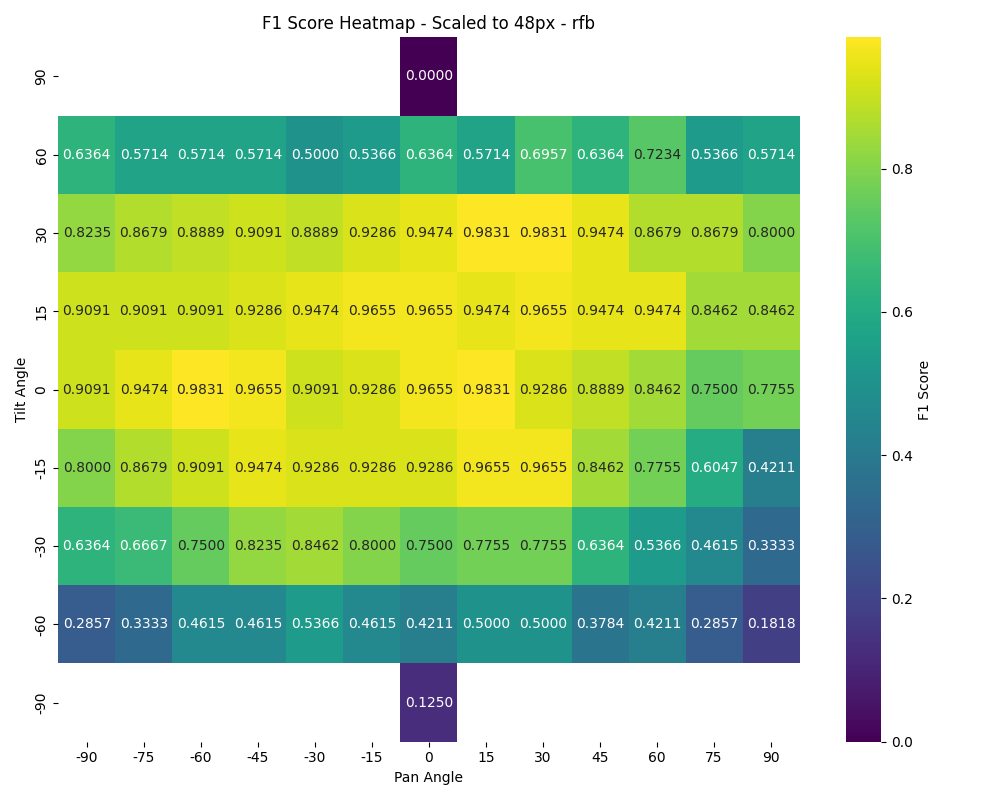 F1 Score Heatmap - Scaled to 48px - rfb
90 0.0000
60 0.6364 0.5714 0.5714 0.5714 0.5000 0.5366 0.6364 0.5714 0.6957 0.6364 0.7234 0.5366 0.5714
30 0.8235 0.8679 0.8889 0.9091 0.8889 0.9286 0.9474 0.9831 0.9831 0.9474 0.8679 0.8679 0.8000
15 0.9091 0.9091 0.9091 0.9286 0.9474 0.9655 0.9655 0.9474 0.9655 0.9474 0.9474 0.8462 0.8462
0 0.9091 0.9474 0.9831 0.9655 0.9091 0.9286 0.9655 0.9831 0.9286 0.8889 0.8462 0.7500 0.7755
-15 0.8000 0.8679 0.9091 0.9474 0.9286 0.9286 0.9286 0.9655 0.9655 0.8462 0.7755 0.6047 0.4211
-30 0.6364 0.6667 0.7500 0.8235 0.8462 0.8000 0.7500 0.7755 0.7755 0.6364 0.5366 0.4615 0.3333
-60 0.2857 0.3333 0.4615 0.4615 0.5366 0.4615 0.4211 0.5000 0.5000 0.3784 0.4211 0.2857 0.1818
-90 0.1250
-90 -75 -60 -45 -30 -15 0 15 30 45 60 75 90
Pan Angle
Tilt Angle
0.8
0.6
0.4
0.2
0.0
F1 Score